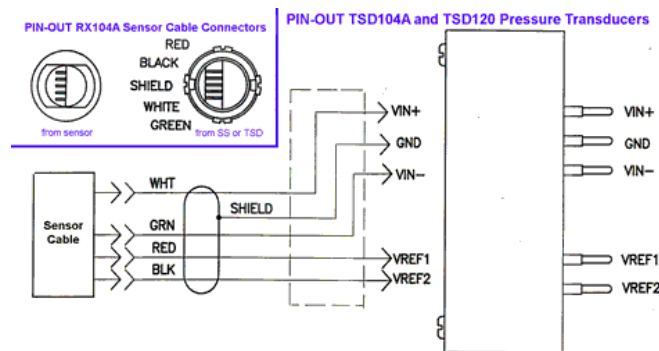 PIN-OUT RX104A Sensor Cable Connectors
RED
BLACK
SHIELD
WHITE
GREEN
from sensor
from SS or TSD
PIN-OUT TSD104A and TSD120 Pressure Transducers
VIN+
GND
VIN-
VREF1
VREF2
VIN+
GND
VIN-
VREF1
VREF2
Sensor
Cable
WHT
SHIELD
GRN
RED
BLK